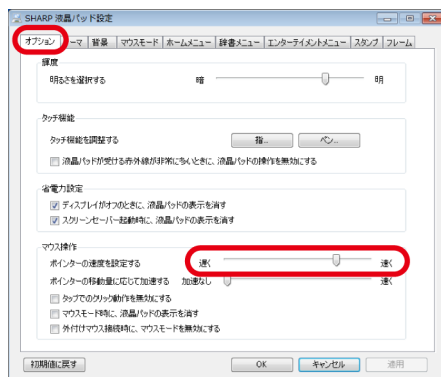 SHARP 液晶パッド設定
オプション ーマ 背景 マウスモード ホームメニュー 辞書メニュー エンターテイメントメニュー スタンプ フレーム
輝度
明るさを選択する 暗 明
タッチ機能
タッチ機能を調整する 指... ペン...
液晶パッドが受ける赤外線が非常に多いときに、液晶パッドの操作を無効にする
省電力設定
ディスプレイがオフのときに、液晶パッドの表示を消す
スクリーンセーバー起動時に、液晶パッドの表示を消す
マウス操作
ポインターの速度を設定する 遅く 速く
ポインターの移動量に応じて加速する 加速なし 速く
タップでのクリック動作を無効にする
マウスモード時に、液晶パッドの表示を消す
外付けマウス接続時に、マウスモードを無効にする
初期値に戻す OK キャンセル 適用